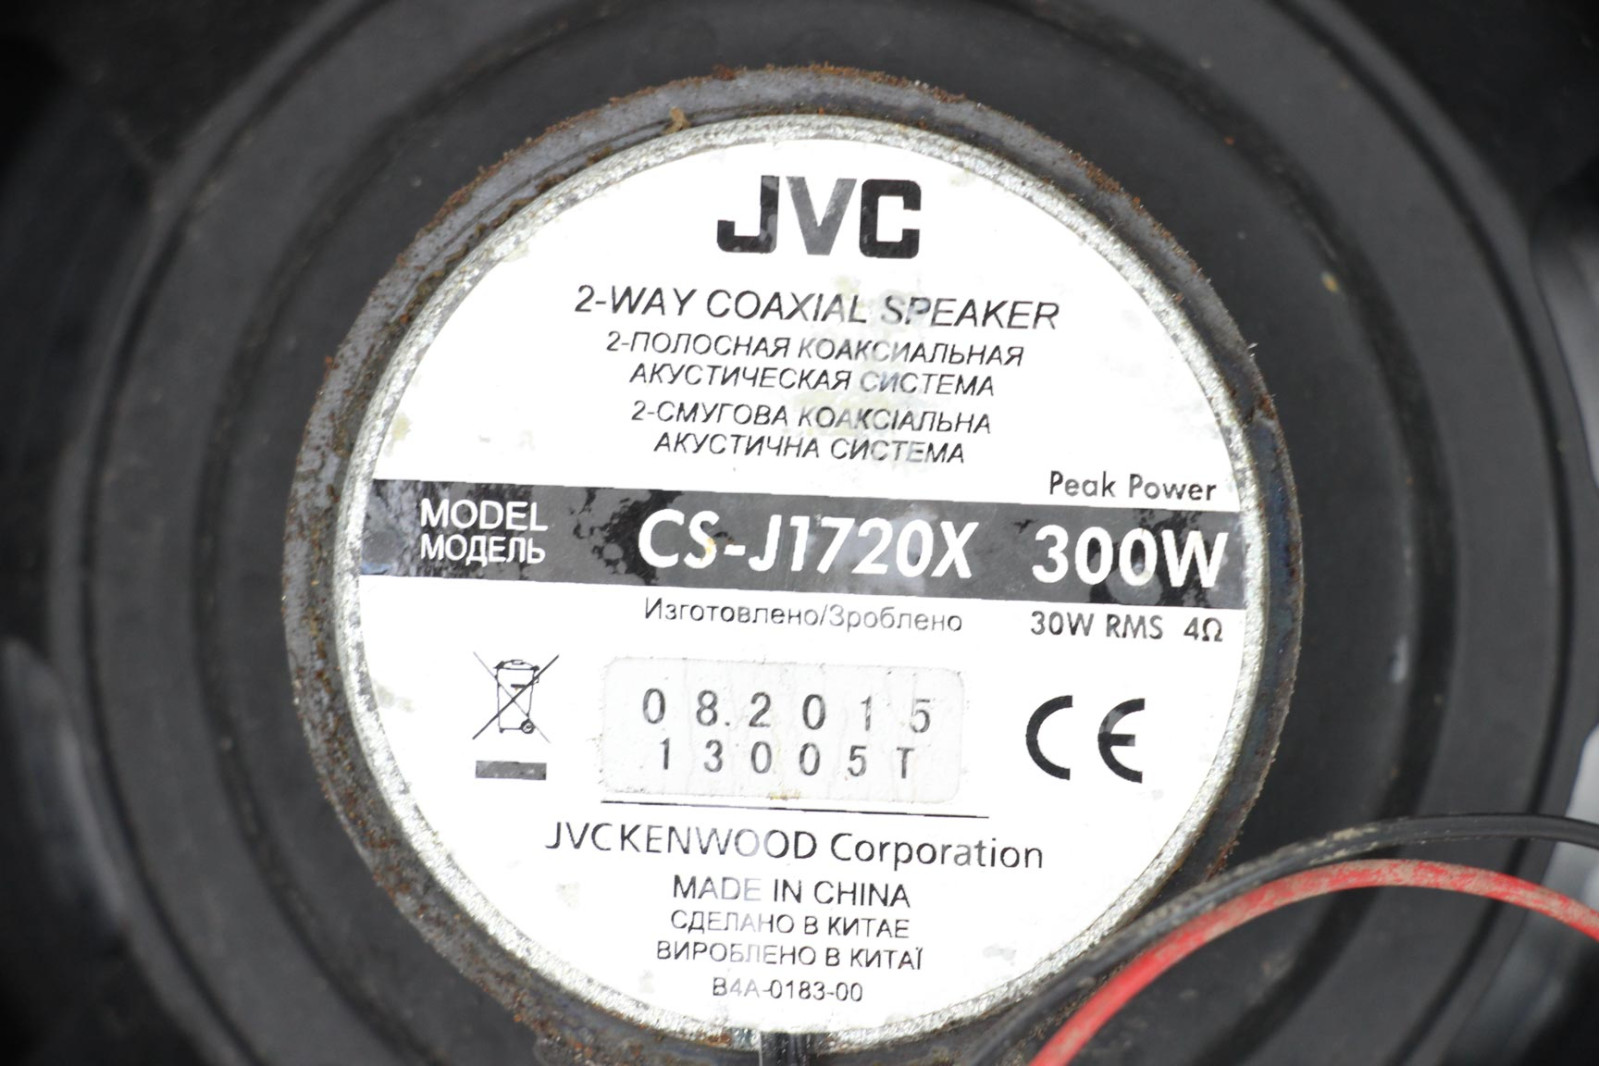 JVC
2-WAY COAXIAL SPEAKER
2-ПОЛОСНАЯ КОАКСИАЛЬНАЯ
АКУСТИЧЕСКАЯ СИСТЕМА
2-СМУГОВА КОАКСІАЛЬНА
АКУСТИЧНА СИСТЕМА
Peak Power
MODEL
МОДЕЛЬ
CS-J1720X 300W
Изготовлено/Зроблено
30W RMS 4Ω
08.2015
13005T
CE
JVCKENWOOD Corporation
MADE IN CHINA
СДЕЛАНО В КИТАЕ
ВИРОБЛЕНО В КИТАЇ
B4A-0183-00